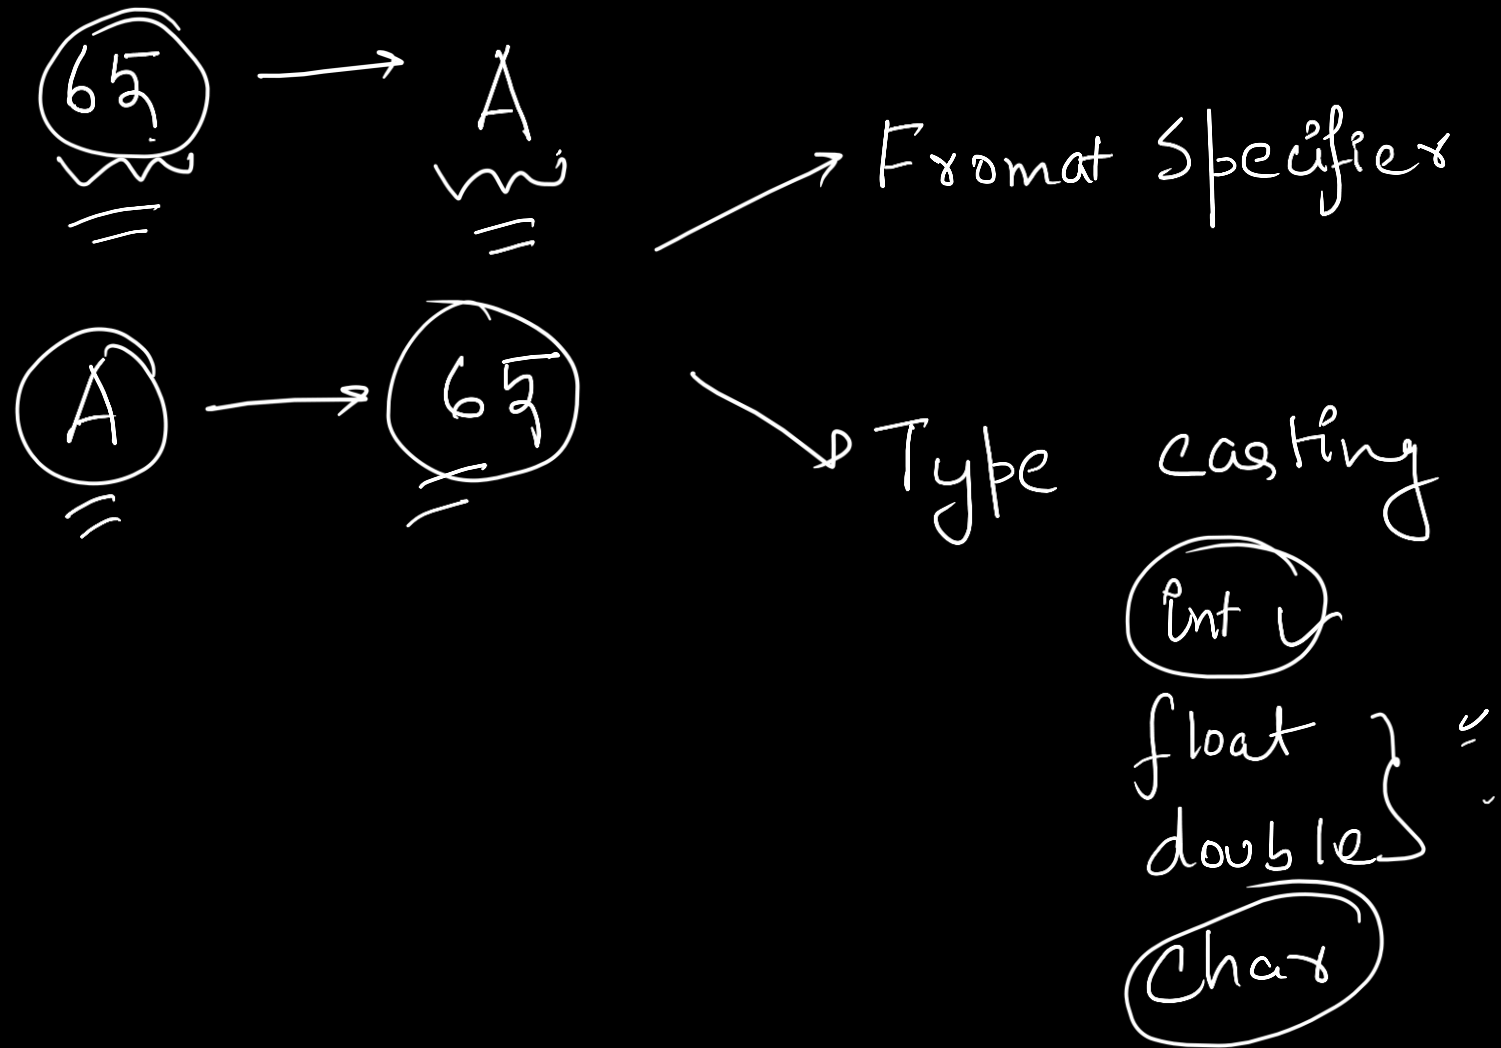 65 → A
Fromat Specifier
A → 65
Type casting
int
float
double
char